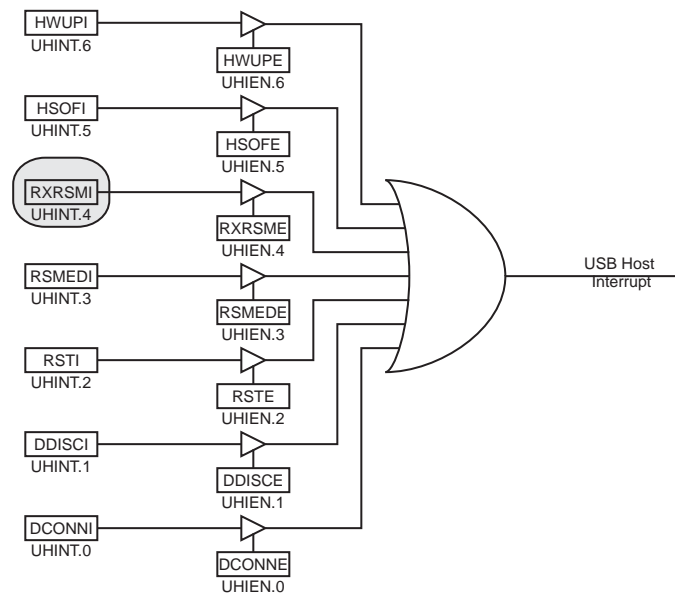 HWUPI
UHINT.6
HWUPE
UHIEN.6
HSOFI
UHINT.5
HSOFE
UHIEN.5
RXRSMI
UHINT.4
RXRSME
UHIEN.4
USB Host
Interrupt
RSMEDI
UHINT.3
RSMEDE
UHIEN.3
RSTI
UHINT.2
RSTE
UHIEN.2
DDISCI
UHINT.1
DDISCE
UHIEN.1
DCONNI
UHINT.0
DCONNE
UHIEN.0